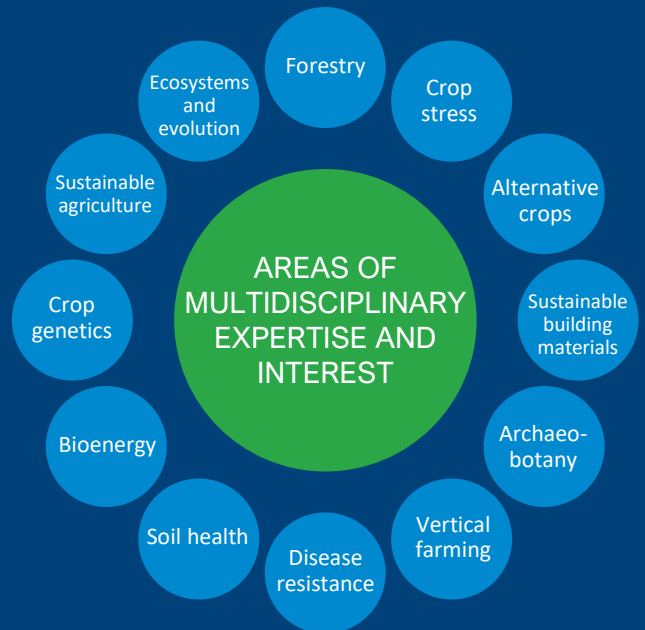 Forestry
Crop
stress
Alternative
crops
Sustainable
building
materials
Archaeo-
botany
Vertical
farming
Disease
resistance
Soil health
Bioenergy
Crop
genetics
Sustainable
agriculture
Ecosystems
and
evolution
AREAS OF
MULTIDISCIPLINARY
EXPERTISE AND
INTEREST